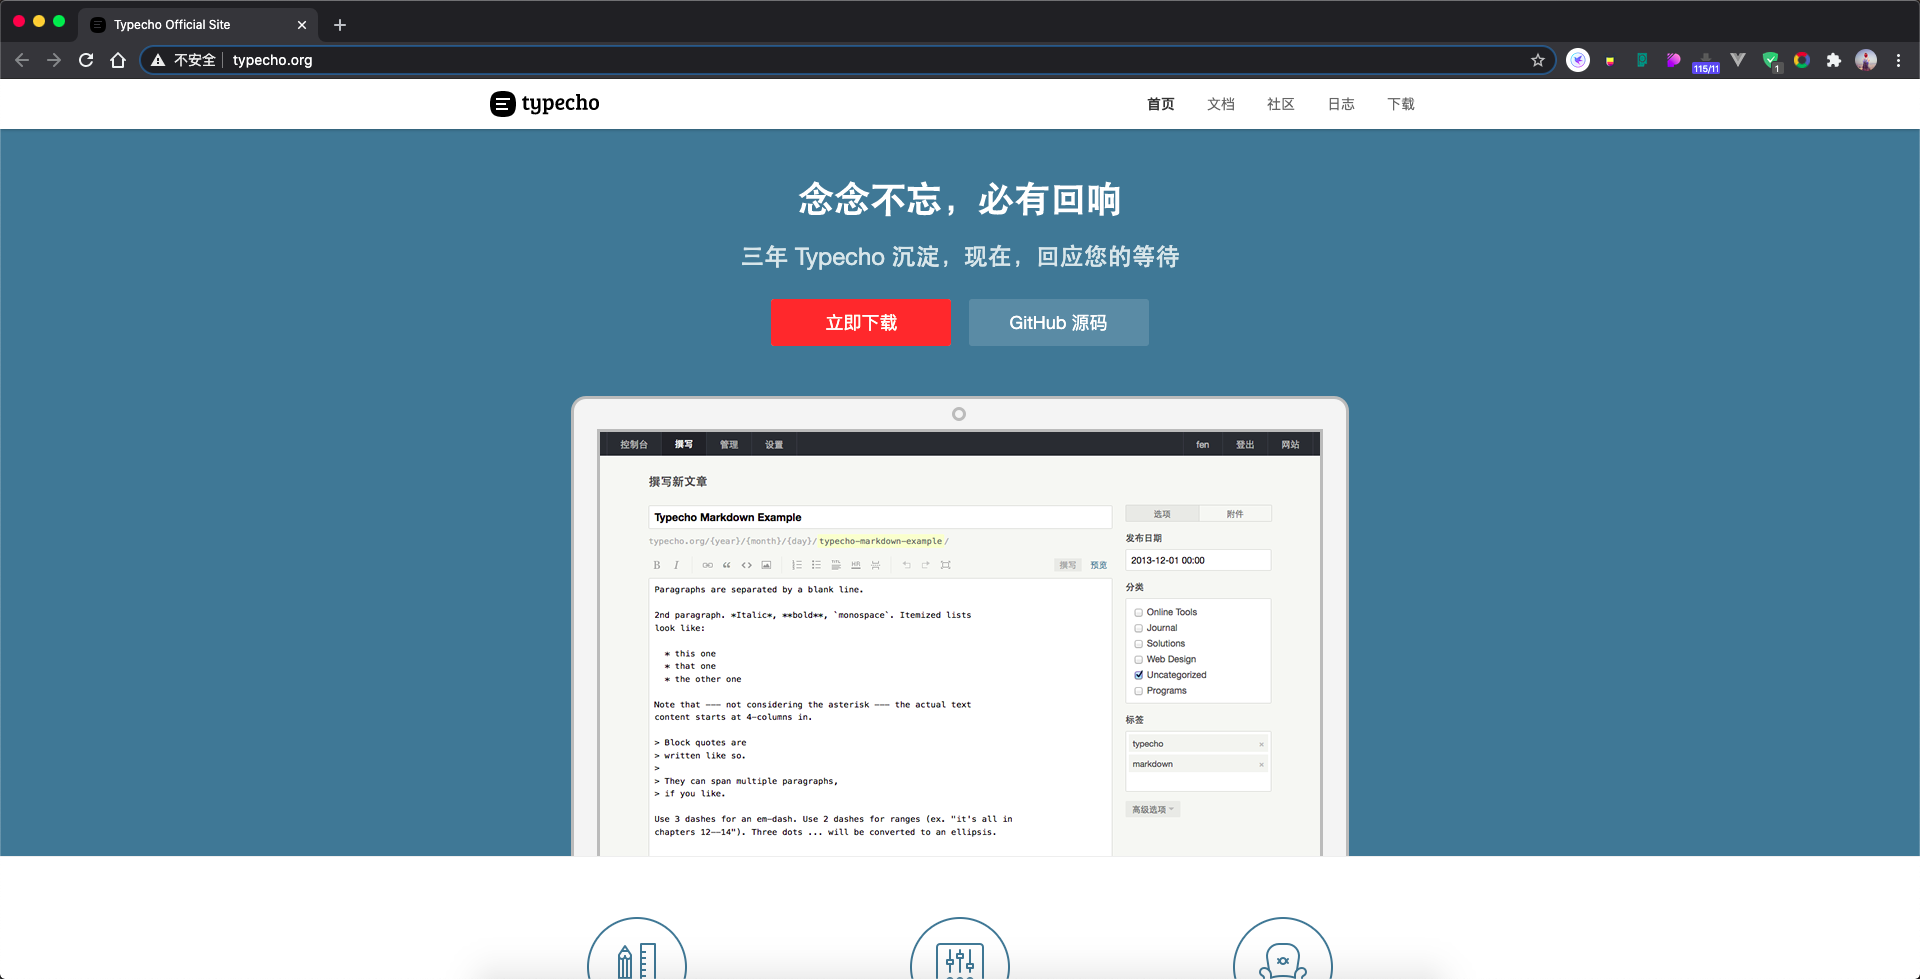 Typecho Official Site
不安全 typecho.org
115/11
1
typecho
首页 文档 社区 日志 下载
念念不忘，必有回响
三年 Typecho 沉淀，现在，回应您的等待
立即下载 GitHub 源码
控制台 撰写 管理 设置 fen 登出 网站
撰写新文章
Typecho Markdown Example
typecho.org/{year}/{month}/{day}/typecho-markdown-example/
B I
撰写 预览
Paragraphs are separated by a blank line.
2nd paragraph. *Italic*, **bold**, `monospace`. Itemized lists
look like:
* this one
* that one
* the other one
Note that --- not considering the asterisk --- the actual text
content starts at 4-columns in.
> Block quotes are
> written like so.
>
> They can span multiple paragraphs,
> if you like.
Use 3 dashes for an em-dash. Use 2 dashes for ranges (ex. "it's all in
chapters 12--14"). Three dots ... will be converted to an ellipsis.
选项 附件
发布日期
2013-12-01 00:00
分类
Online Tools
Journal
Solutions
Web Design
Uncategorized
Programs
标签
typecho ×
markdown ×
高级选项